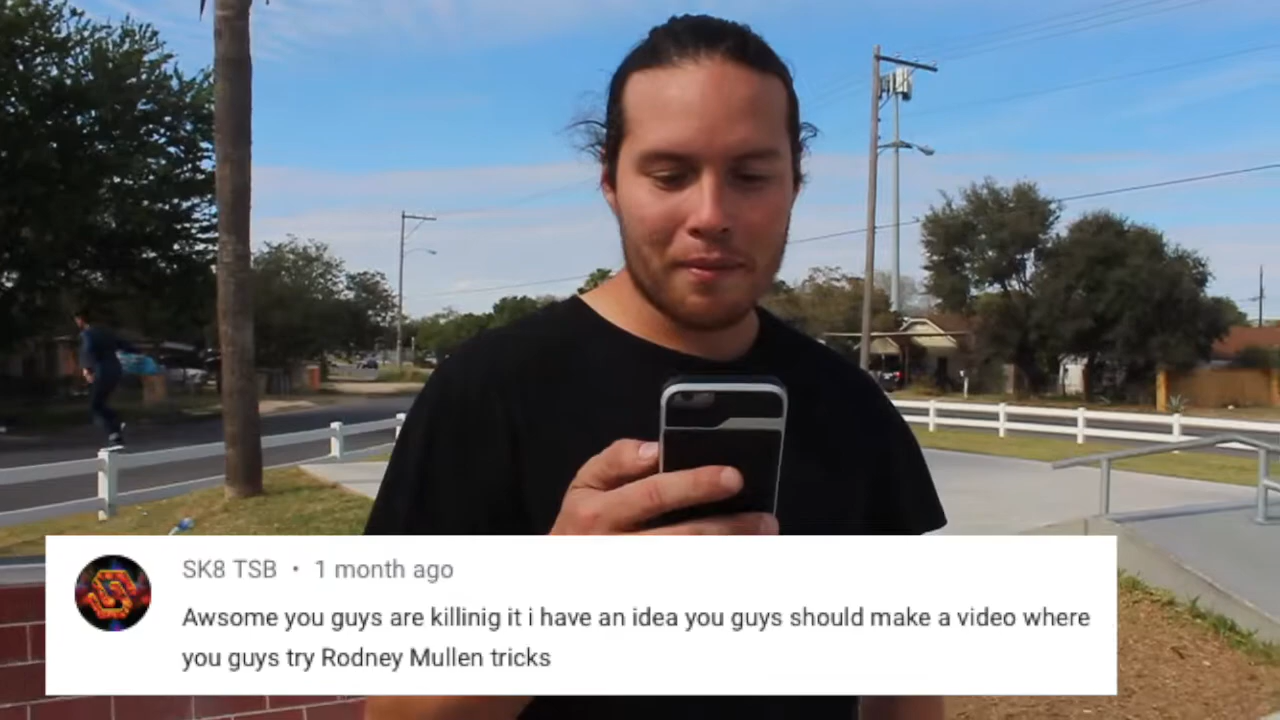 SK8 TSB • 1 month ago
Awsome you guys are killinig it i have an idea you guys should make a video where
you guys try Rodney Mullen tricks